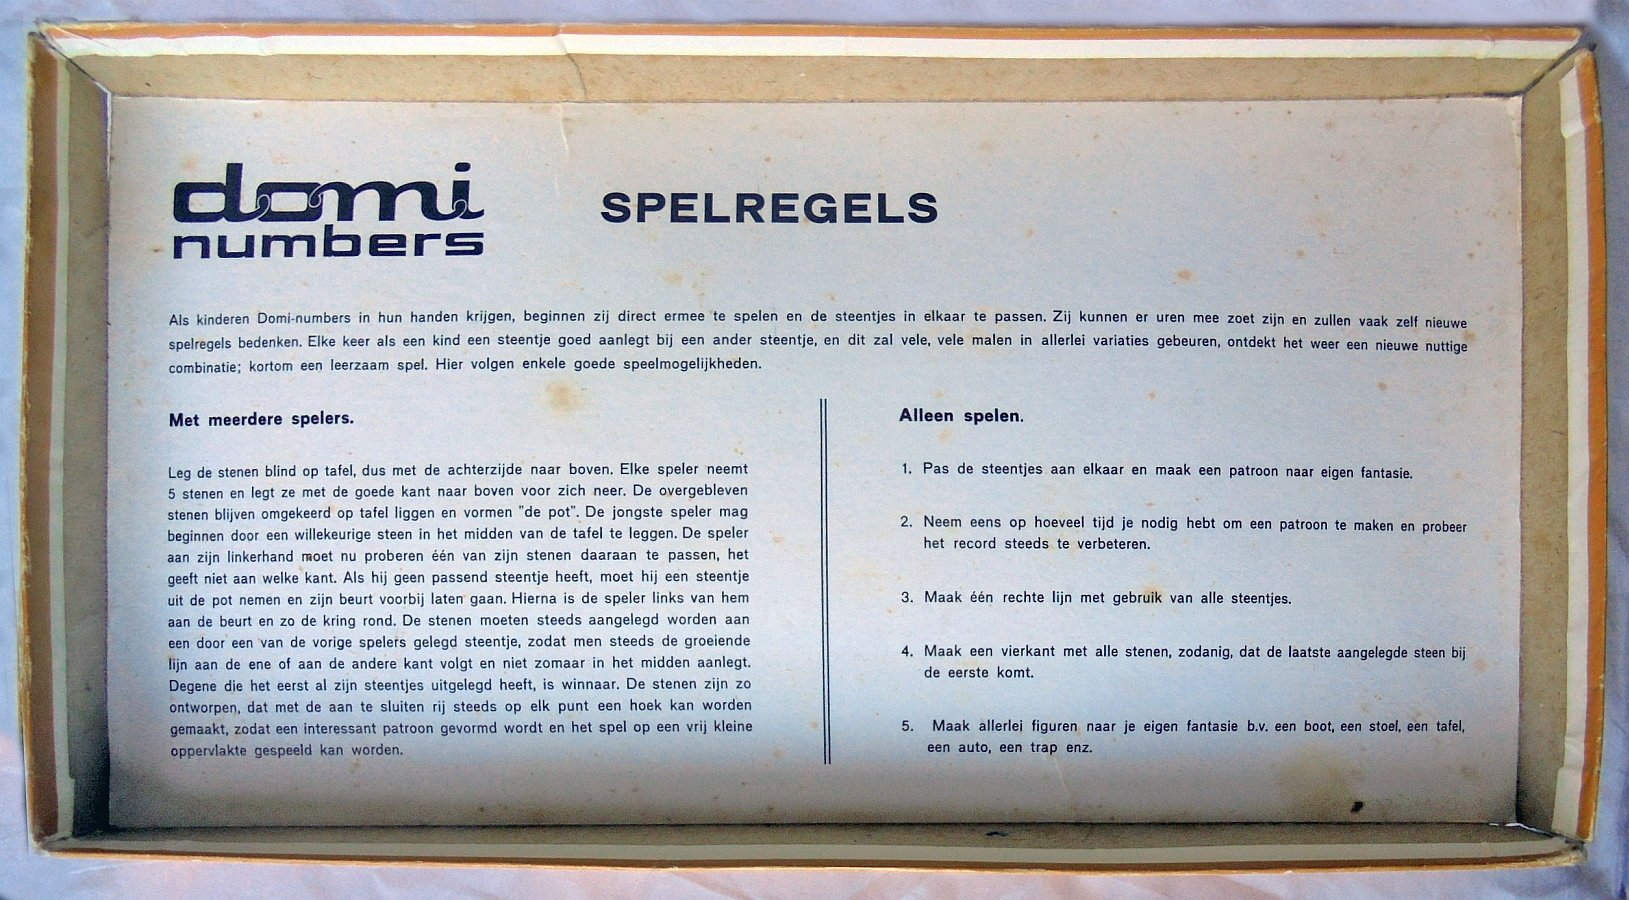 domi
numbers
SPELREGELS
Als kinderen Domi-numbers in hun handen krijgen, beginnen zij direct ermee te spelen en de steentjes in elkaar te passen. Zij kunnen er uren mee zoet zijn en zullen vaak zelf nieuwe
spelregels bedenken. Elke keer als een kind een steentje goed aanlegt bij een ander steentje, en dit zal vele, vele malen in allerlei variaties gebeuren, ontdekt het weer een nieuwe nuttige
combinatie; kortom een leerzaam spel. Hier volgen enkele goede speelmogelijkheden.
Met meerdere spelers.
Leg de stenen blind op tafel, dus met de achterzijde naar boven. Elke speler neemt
5 stenen en legt ze met de goede kant naar boven voor zich neer. De overgebleven
stenen blijven omgekeerd op tafel liggen en vormen "de pot". De jongste speler mag
beginnen door een willekeurige steen in het midden van de tafel te leggen. De speler
aan zijn linkerhand moet nu proberen één van zijn stenen daaraan te passen, het
geeft niet aan welke kant. Als hij geen passend steentje heeft, moet hij een steentje
uit de pot nemen en zijn beurt voorbij laten gaan. Hierna is de speler links van hem
aan de beurt en zo de kring rond. De stenen moeten steeds aangelegd worden aan
een door een van de vorige spelers gelegd steentje, zodat men steeds de groeiende
lijn aan de ene of aan de andere kant volgt en niet zomaar in het midden aanlegt.
Degene die het eerst al zijn steentjes uitgelegd heeft, is winnaar. De stenen zijn zo
ontworpen, dat met de aan te sluiten rij steeds op elk punt een hoek kan worden
gemaakt, zodat een interessant patroon gevormd wordt en het spel op een vrij kleine
oppervlakte gespeeld kan worden.
Alleen spelen.
1. Pas de steentjes aan elkaar en maak een patroon naar eigen fantasie.
2. Neem eens op hoeveel tijd je nodig hebt om een patroon te maken en probeer
het record steeds te verbeteren.
3. Maak één rechte lijn met gebruik van alle steentjes.
4. Maak een vierkant met alle stenen, zodanig, dat de laatste aangelegde steen bij
de eerste komt.
5. Maak allerlei figuren naar je eigen fantasie b.v. een boot, een stoel, een tafel,
een auto, een trap enz.